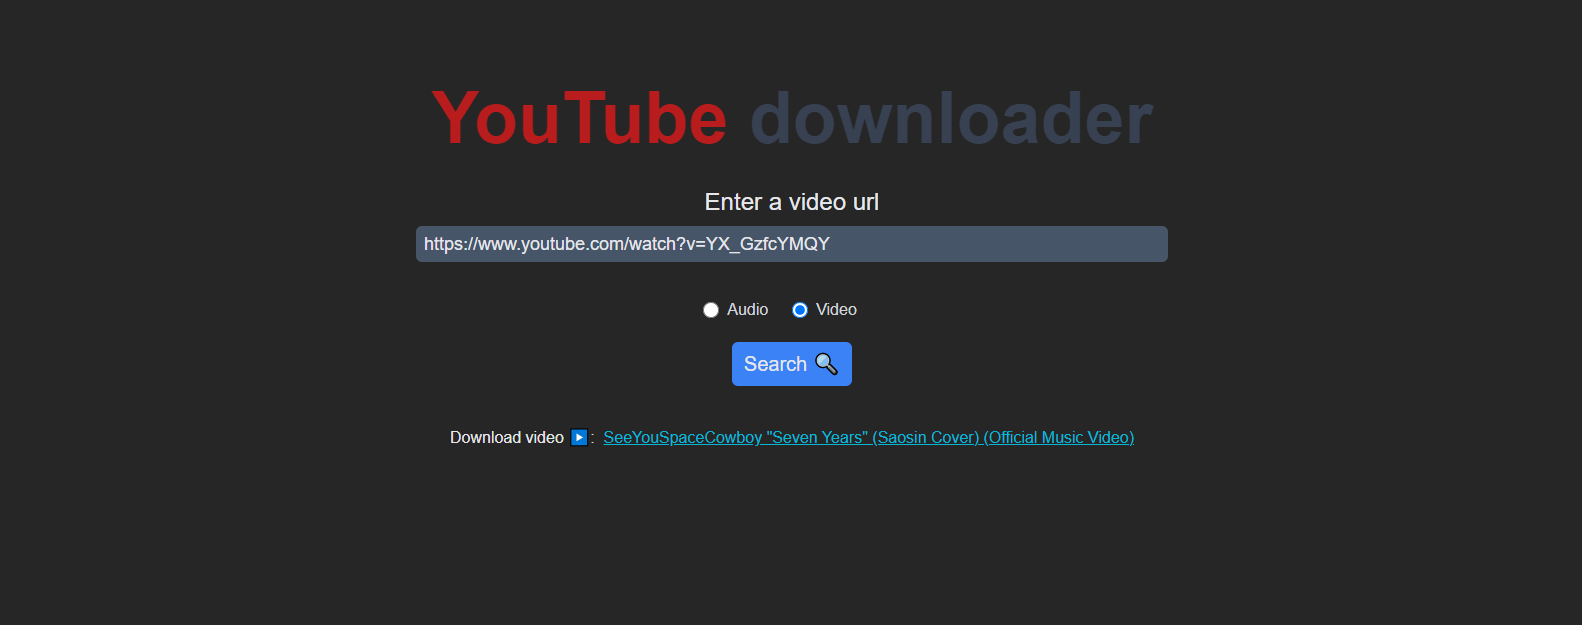 YouTube downloader
Enter a video url
https://www.youtube.com/watch?v=YX_GzfcYMQY
Audio Video
Search
Download video ▶️: SeeYouSpaceCowboy "Seven Years" (Saosin Cover) (Official Music Video)